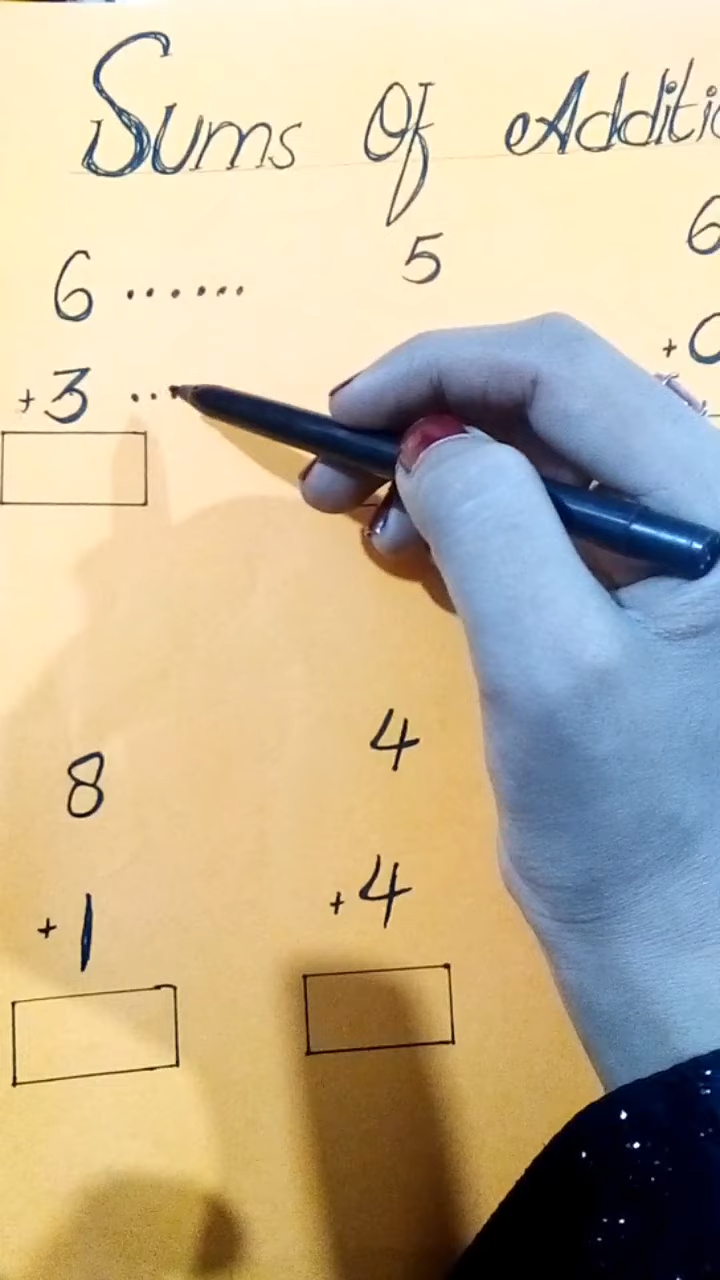 Sums Of Additi
6 ...... 5 6
+3 ... +0
8 4
+1 +4